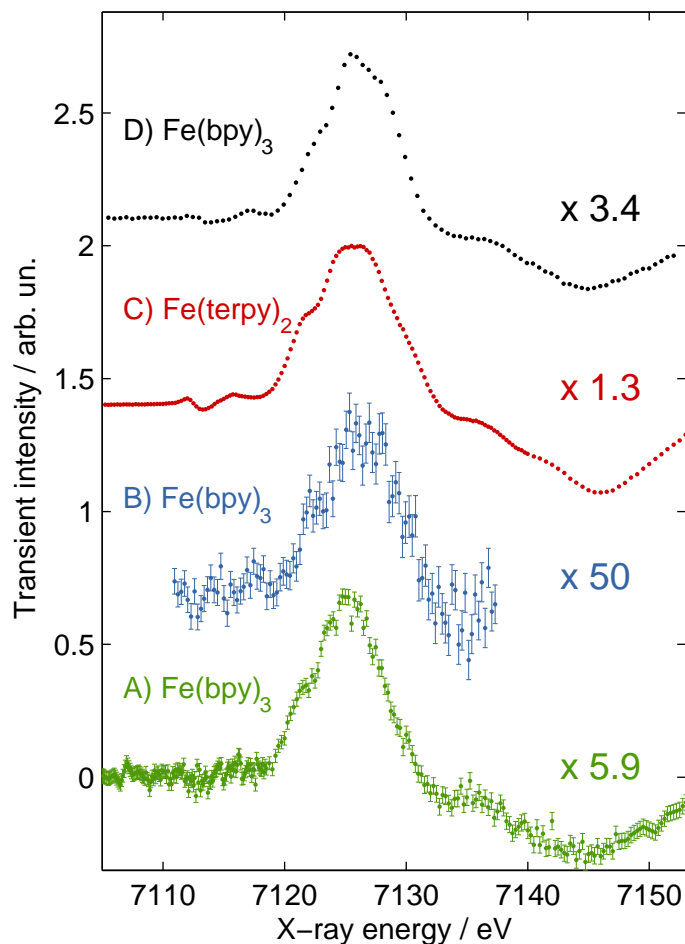 D) Fe(bpy)₃
x 3.4
C) Fe(terpy)₂
x 1.3
B) Fe(bpy)₃
x 50
A) Fe(bpy)₃
x 5.9
2.5
2
1.5
1
0.5
0
Transient intensity / arb. un.
7110 7120 7130 7140 7150
X−ray energy / eV